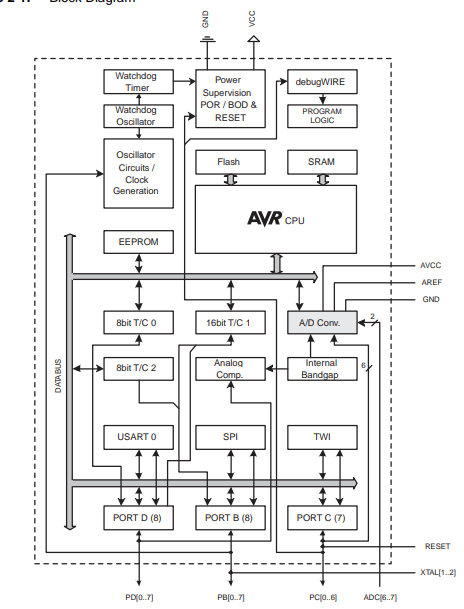 Block Diagram
GND
VCC
Watchdog
Timer
Watchdog
Oscillator
Oscillator
Circuits /
Clock
Generation
Power
Supervision
POR / BOD &
RESET
debugWIRE
PROGRAM
LOGIC
Flash
SRAM
AVR CPU
EEPROM
AVCC
AREF
GND
8bit T/C 0
16bit T/C 1
A/D Conv.
2
DATABUS
8bit T/C 2
Analog
Comp.
Internal
Bandgap
6
USART 0
SPI
TWI
PORT D (8)
PORT B (8)
PORT C (7)
RESET
XTAL[1..2]
PD[0..7]
PB[0..7]
PC[0..6]
ADC[6..7]